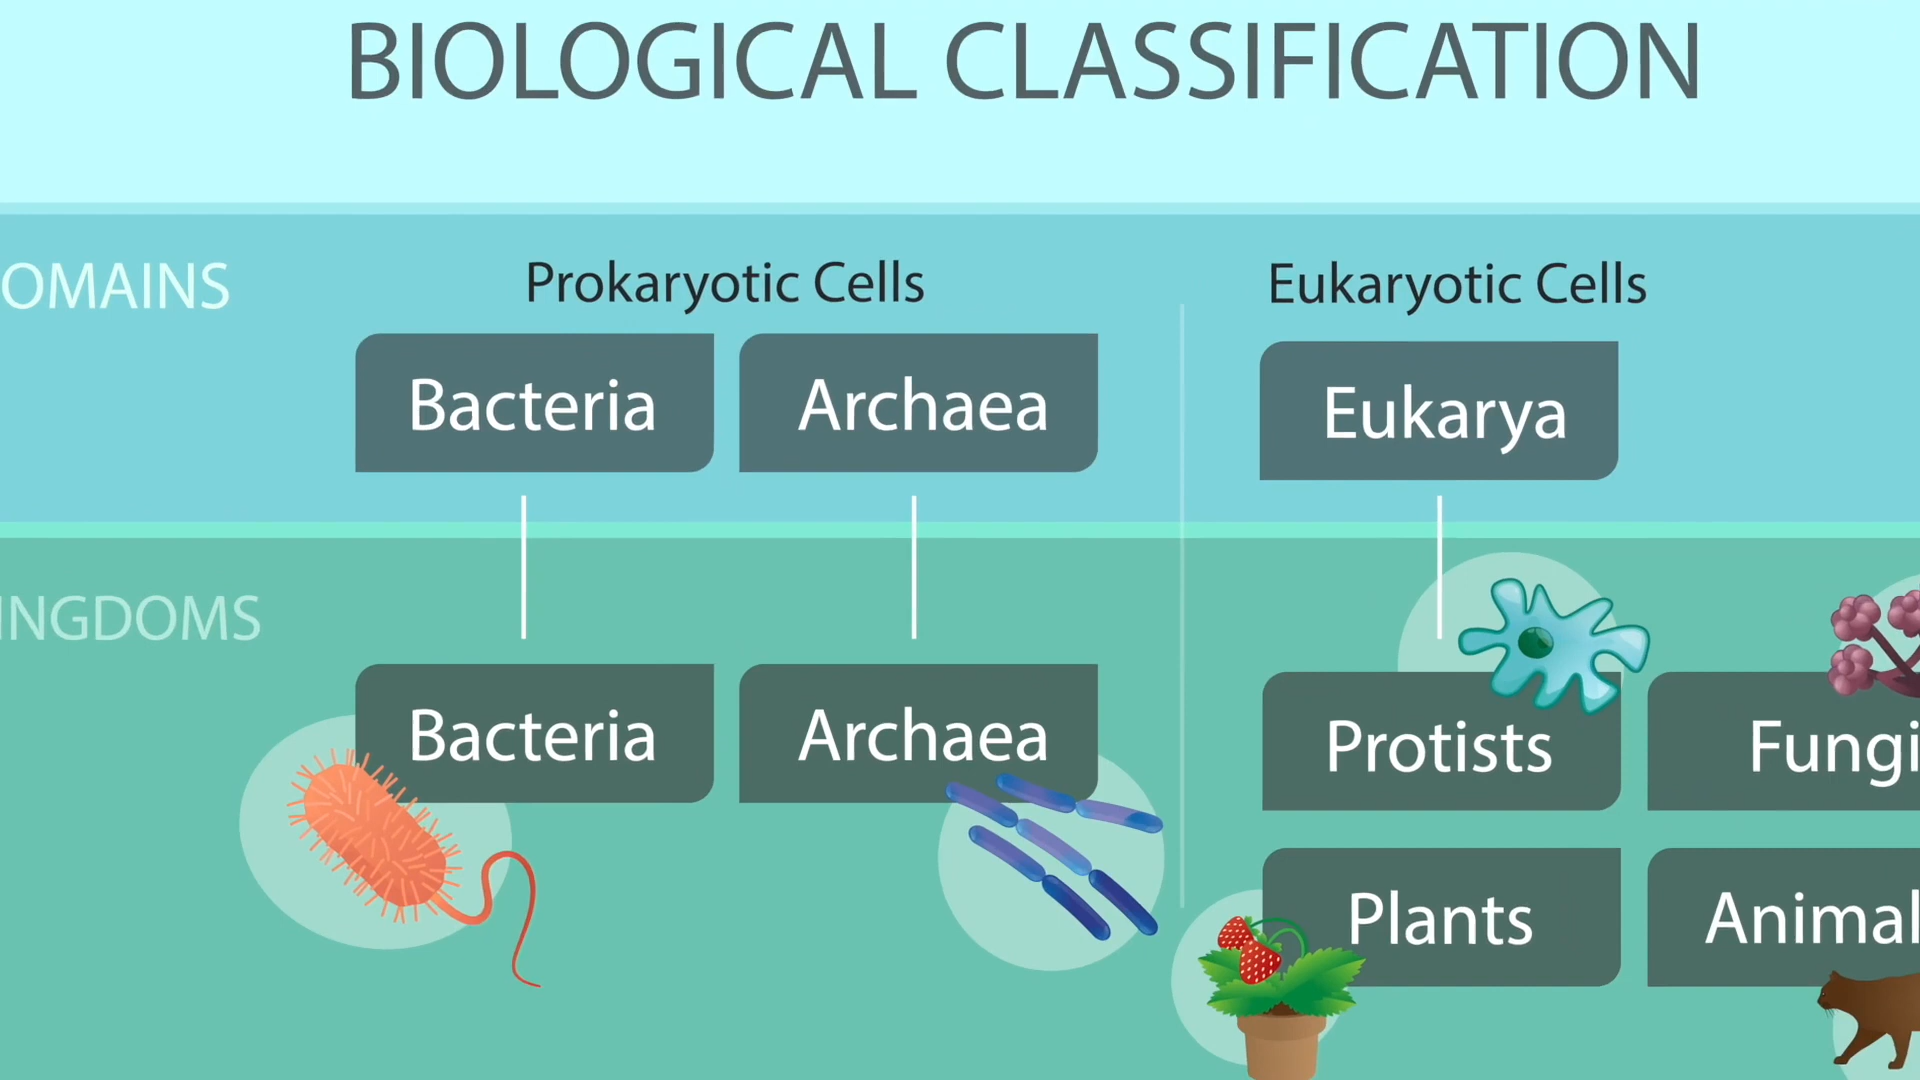 BIOLOGICAL CLASSIFICATION
OMAINS
Prokaryotic Cells
Eukaryotic Cells
Bacteria
Archaea
Eukarya
INGDOMS
Bacteria
Archaea
Protists
Fungi
Plants
Animal